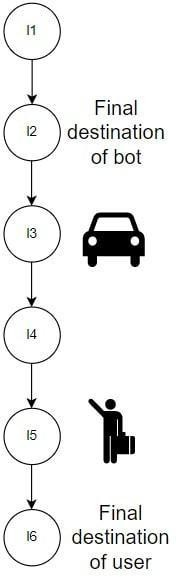 I1
I2
Final
destination
of bot
I3
I4
I5
I6
Final
destination
of user